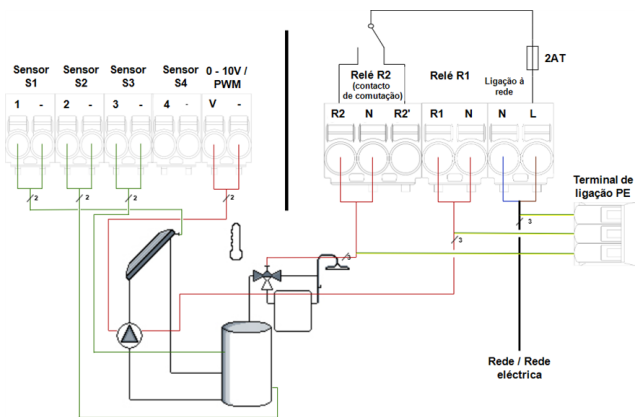 Sensor S1
Sensor S2
Sensor S3
Sensor S4
0 - 10V / PWM
1 - 2 - 3 - 4 - V -
2
2
2
2
Relé R2
(contacto de comutação)
Relé R1
Ligação á rede
2AT
R2 N R2' R1 N N L
Terminal de ligação PE
3
3
3
Rede / Rede eléctrica